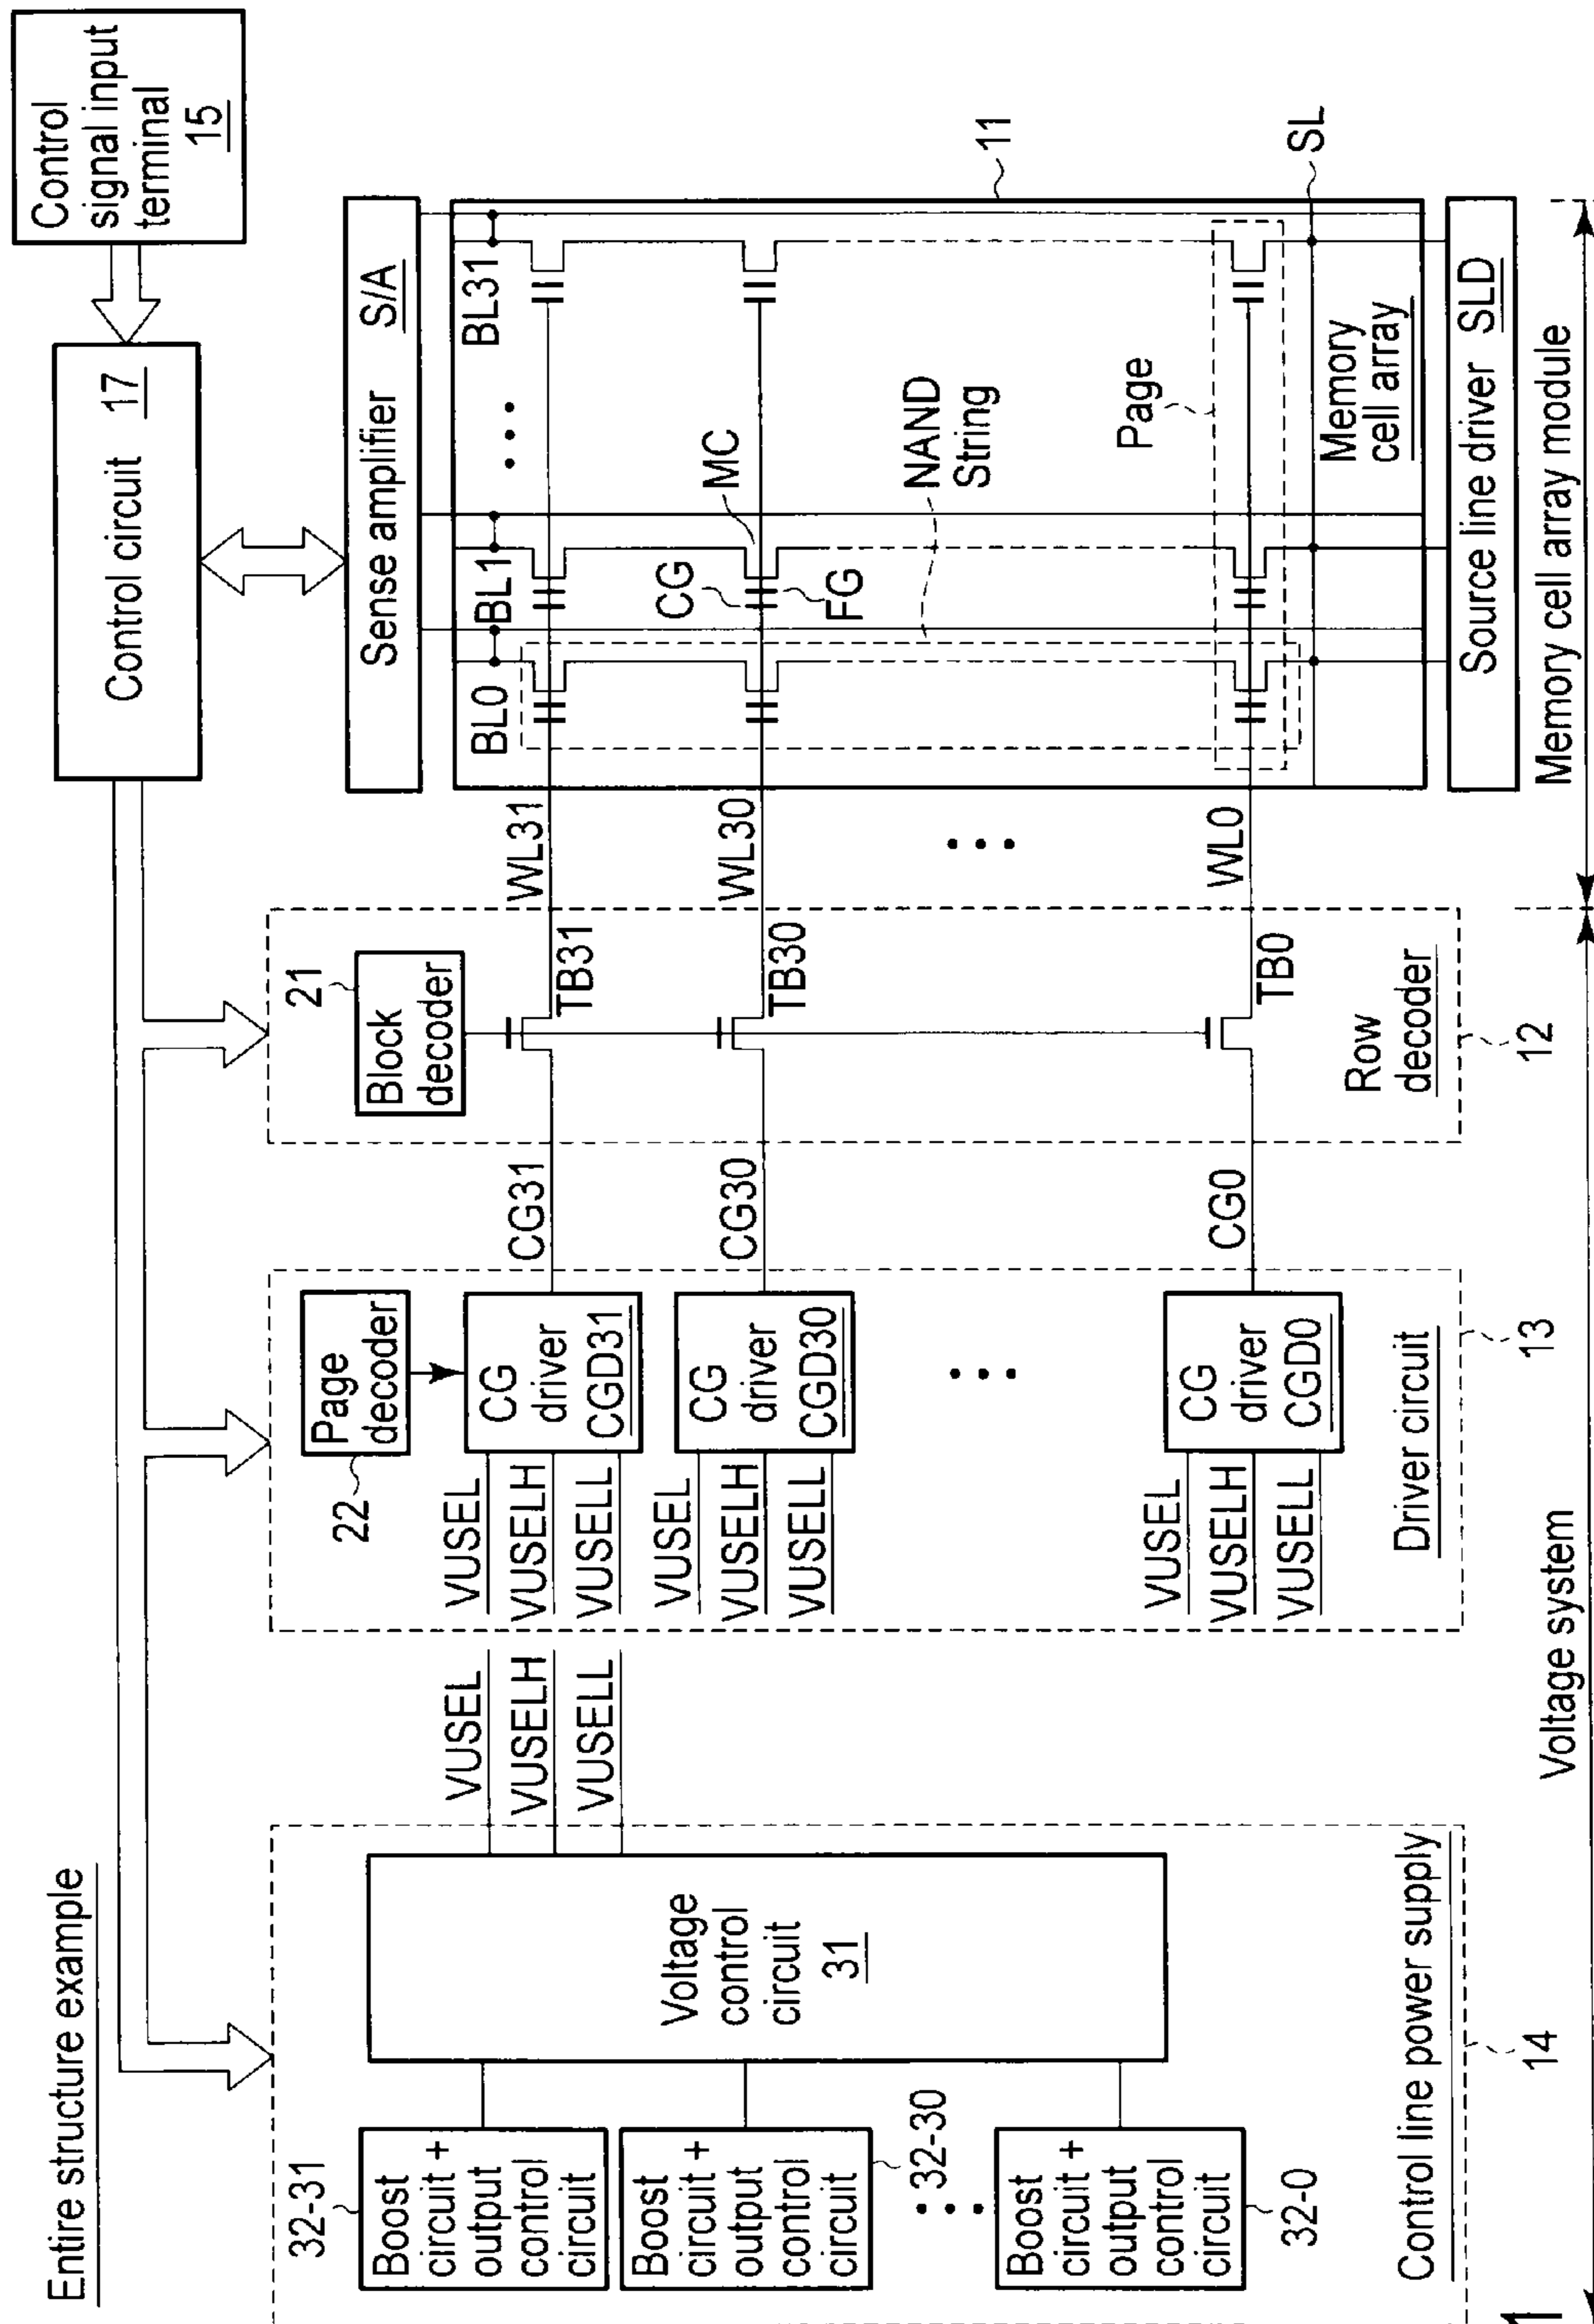 Entire structure example
Control
signal input
terminal
15
Control circuit 17
Sense amplifier S/A
BL0
BL1
BL31
• • •
CG
MC
FG
NAND
String
Page
Memory
cell array
11
SL
Source line driver SLD
Memory cell array module
WL31
WL30
• • •
WL0
21
Block
decoder
TB31
TB30
TB0
Row
decoder
12
CG31
CG30
CG0
Page
decoder
22
CG
driver
CGD31
CG
driver
CGD30
• • •
CG
driver
CGD0
VUSEL
VUSELH
VUSELL
VUSEL
VUSELH
VUSELL
VUSEL
VUSELH
VUSELL
Driver circuit
13
VUSEL
VUSELH
VUSELL
Voltage
control
circuit
31
32-31
Boost
circuit +
output
control
circuit
Boost
circuit +
output
control
circuit
32-30
• • •
Boost
circuit +
output
control
circuit
32-0
Control line power supply
14
Voltage system